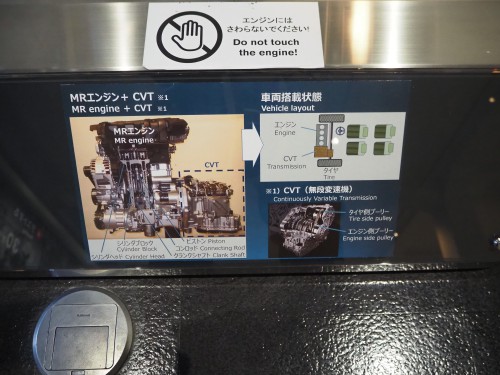 エンジンには
さわらないでください!
Do not touch
the engine!
MRエンジン + CVT ※1
MR engine + CVT ※1
MRエンジン
MR engine
CVT
シリンダブロック
Cylinder Block
シリンダヘッド Cylinder Head
ピストン Piston
コンロッド Connecting Rod
クランクシャフト Clank Shaft
車両搭載状態
Vehicle layout
エンジン
Engine
CVT
Transmission
タイヤ
Tire
※1) CVT (無段変速機)
Continuously Variable Transmission
タイヤ側プーリー
Tire side pulley
エンジン側プーリー
Engine side pulley